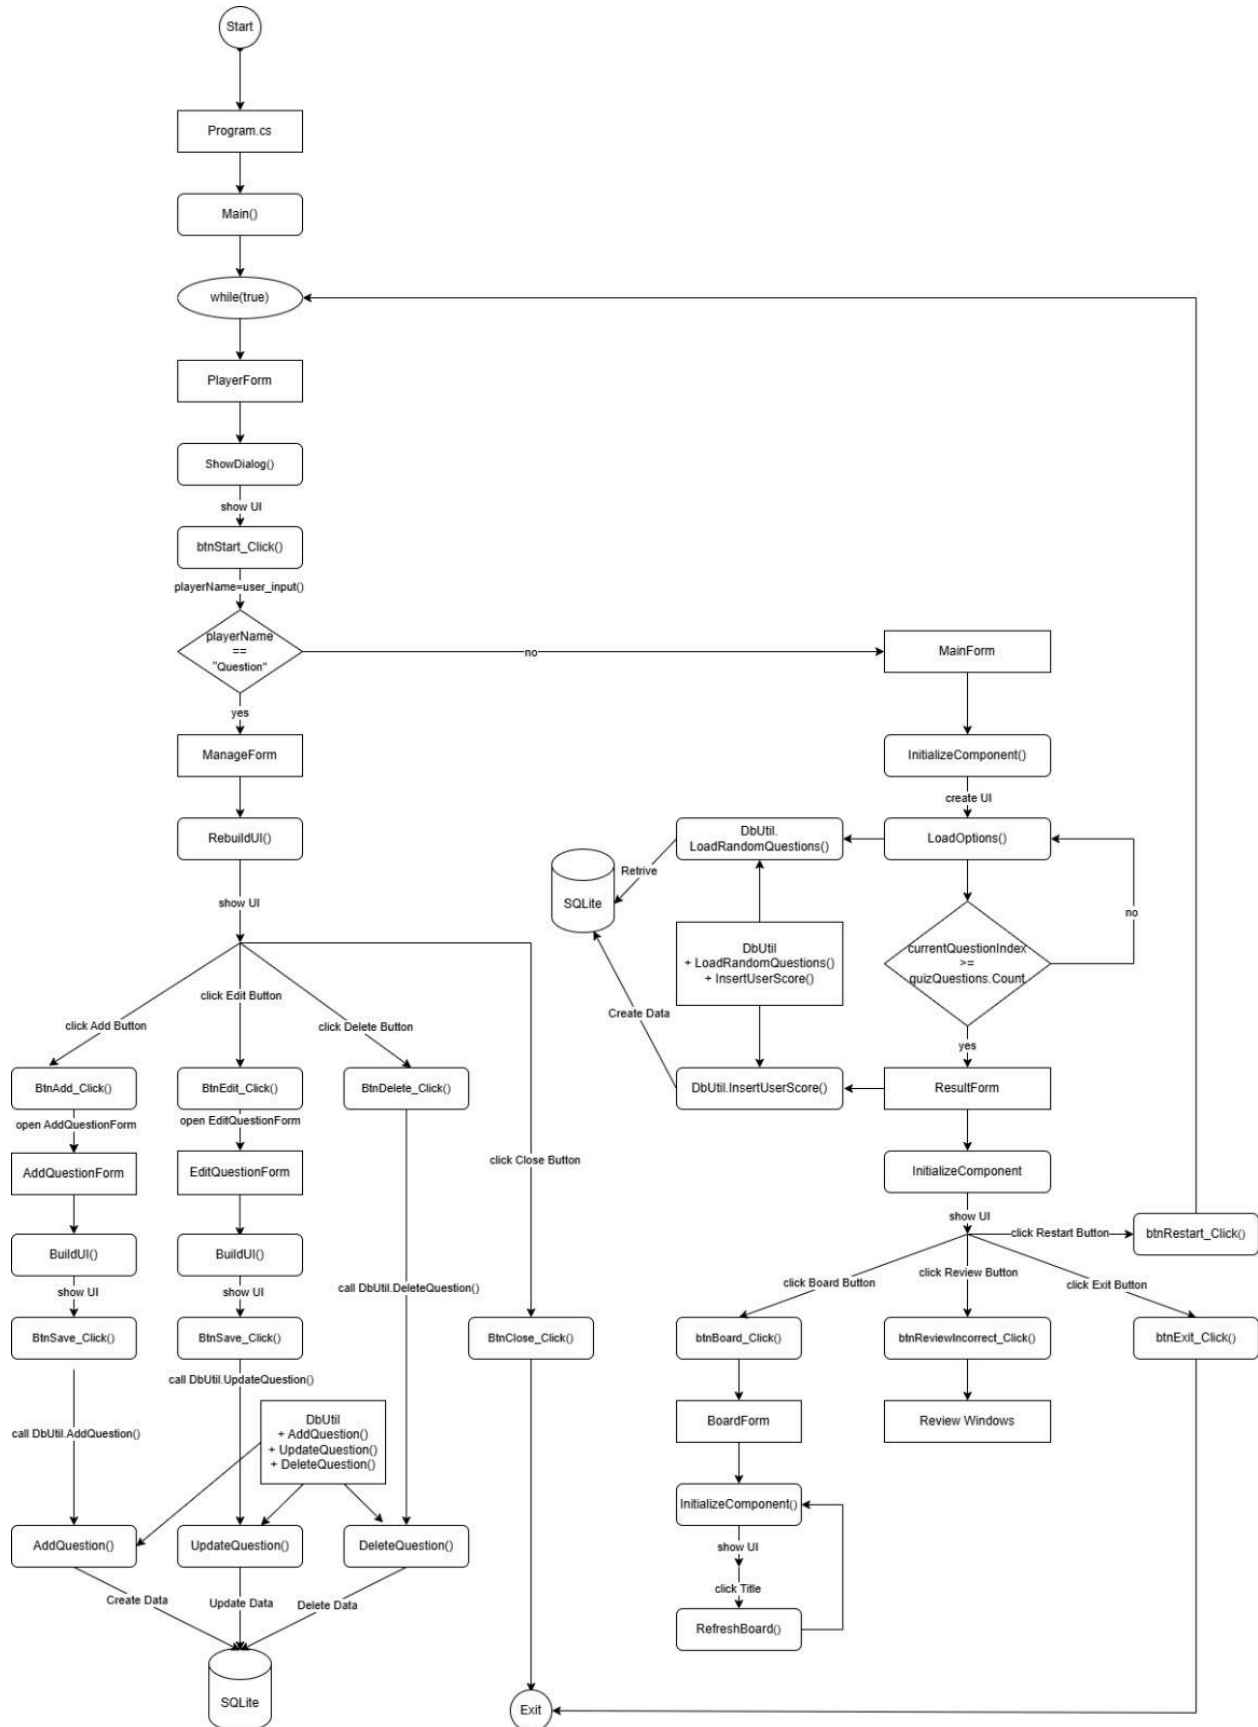 Start
Program.cs
Main()
while(true)
PlayerForm
ShowDialog()
show UI
btnStart_Click()
playerName=user_input()
playerName
==
"Question"
no
yes
MainForm
ManageForm
InitializeComponent()
create UI
RebuildUI()
DbUtil.
LoadRandomQuestions()
LoadOptions()
Retrive
SQLite
show UI
no
DbUtil
+ LoadRandomQuestions()
+ InsertUserScore()
currentQuestionIndex
>=
quizQuestions.Count
click Edit Button
click Add Button
click Delete Button
Create Data
yes
BtnAdd_Click()
BtnEdit_Click()
BtnDelete_Click()
DbUtil.InsertUserScore()
ResultForm
open AddQuestionForm
open EditQuestionForm
click Close Button
AddQuestionForm
EditQuestionForm
InitializeComponent
show UI
click Restart Button
btnRestart_Click()
BuildUI()
BuildUI()
click Board Button
click Review Button
click Exit Button
show UI
show UI
call DbUtil.DeleteQuestion()
BtnSave_Click()
BtnSave_Click()
BtnClose_Click()
btnBoard_Click()
btnReviewIncorrect_Click()
btnExit_Click()
call DbUtil.UpdateQuestion()
call DbUtil.AddQuestion()
DbUtil
+ AddQuestion()
+ UpdateQuestion()
+ DeleteQuestion()
BoardForm
Review Windows
InitializeComponent()
AddQuestion()
UpdateQuestion()
DeleteQuestion()
show UI
click Title
Create Data
Update Data
Delete Data
RefreshBoard()
SQLite
Exit